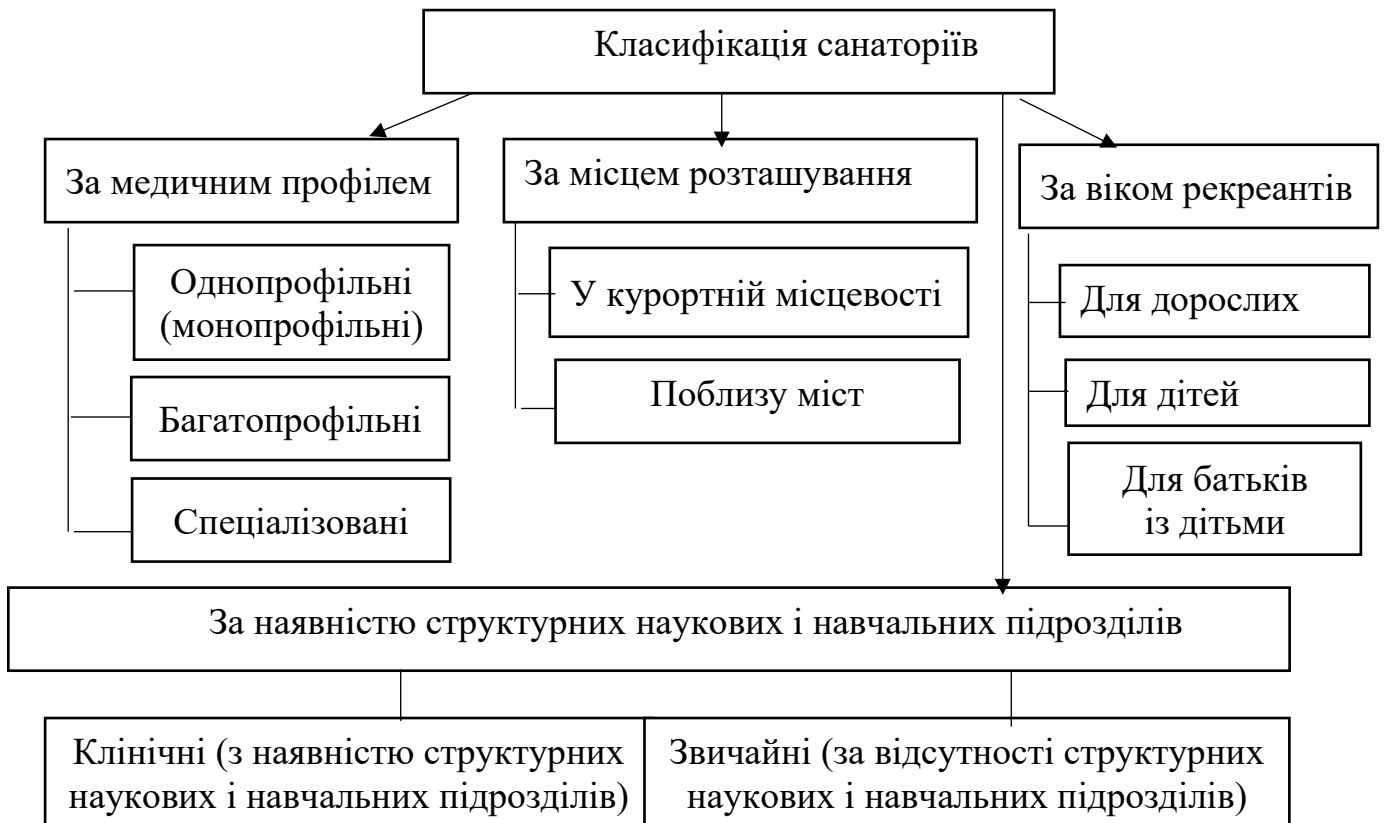 Класифікація санаторіїв
За медичним профілем
Однопрофільні
(монопрофільні)
Багатопрофільні
Спеціалізовані
За місцем розташування
У курортній місцевості
Поблизу міст
За віком рекреантів
Для дорослих
Для дітей
Для батьків
із дітьми
За наявністю структурних наукових і навчальних підрозділів
Клінічні (з наявністю структурних
наукових і навчальних підрозділів)
Звичайні (за відсутності структурних
наукових і навчальних підрозділів)